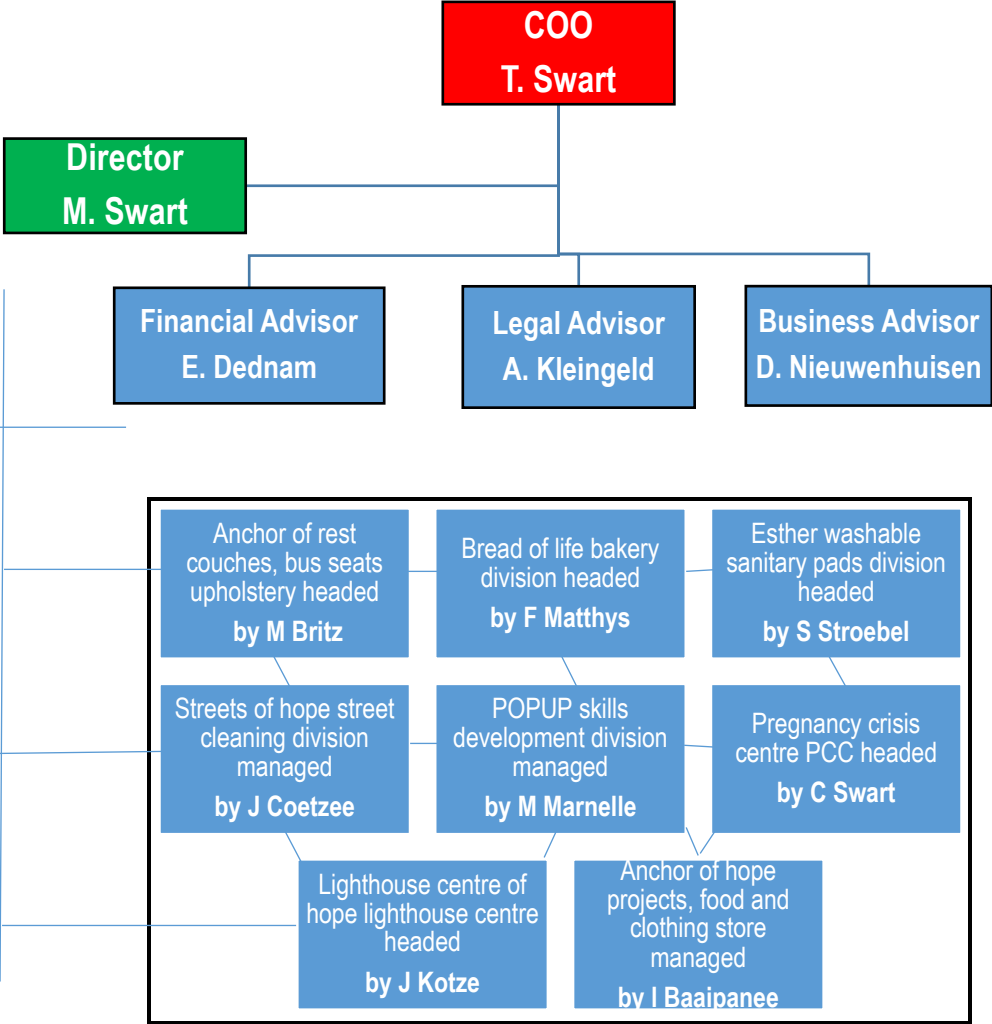 COO
T. Swart
Director
M. Swart
Financial Advisor
E. Dednam
Legal Advisor
A. Kleingeld
Business Advisor
D. Nieuwenhuisen
Anchor of rest
couches, bus seats
upholstery headed
by M Britz
Bread of life bakery
division headed
by F Matthys
Esther washable
sanitary pads division
headed
by S Stroebel
Streets of hope street
cleaning division
managed
by J Coetzee
POPUP skills
development division
managed
by M Marnelle
Pregnancy crisis
centre PCC headed
by C Swart
Lighthouse centre of
hope lighthouse centre
headed
by J Kotze
Anchor of hope
projects, food and
clothing store
managed
by I Baaipanee